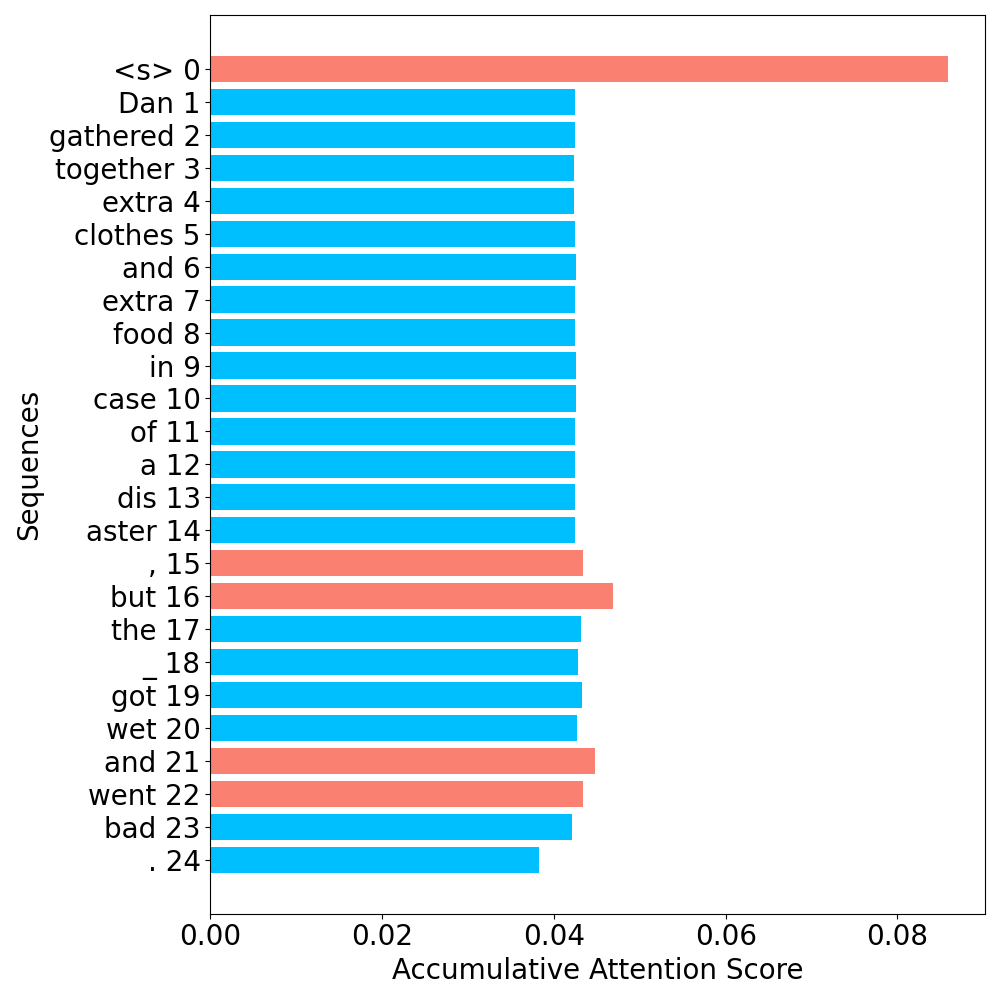 <s> 0
Dan 1
gathered 2
together 3
extra 4
clothes 5
and 6
extra 7
food 8
in 9
case 10
of 11
a 12
dis 13
aster 14
, 15
but 16
the 17
_ 18
got 19
wet 20
and 21
went 22
bad 23
. 24
Sequences
0.00 0.02 0.04 0.06 0.08
Accumulative Attention Score